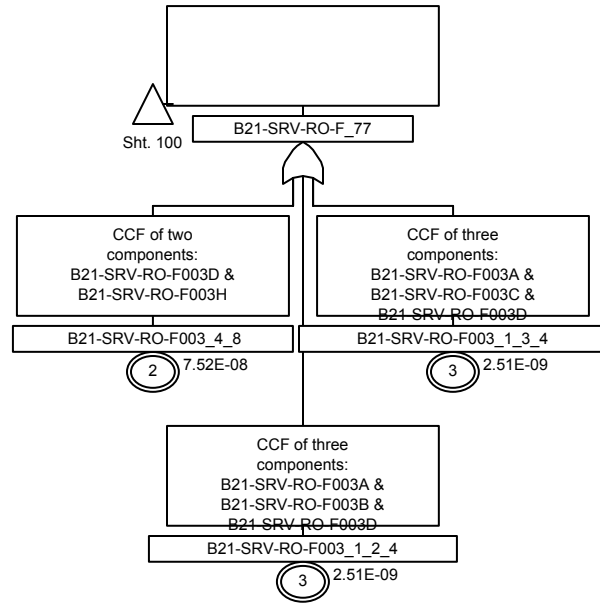 Sht. 100
B21-SRV-RO-F_77
CCF of two
components:
B21-SRV-RO-F003D &
B21-SRV-RO-F003H
B21-SRV-RO-F003_4_8
2
7.52E-08
CCF of three
components:
B21-SRV-RO-F003A &
B21-SRV-RO-F003C &
B21-SRV-RO-F003D
B21-SRV-RO-F003_1_3_4
3
2.51E-09
CCF of three
components:
B21-SRV-RO-F003A &
B21-SRV-RO-F003B &
B21-SRV-RO-F003D
B21-SRV-RO-F003_1_2_4
3
2.51E-09